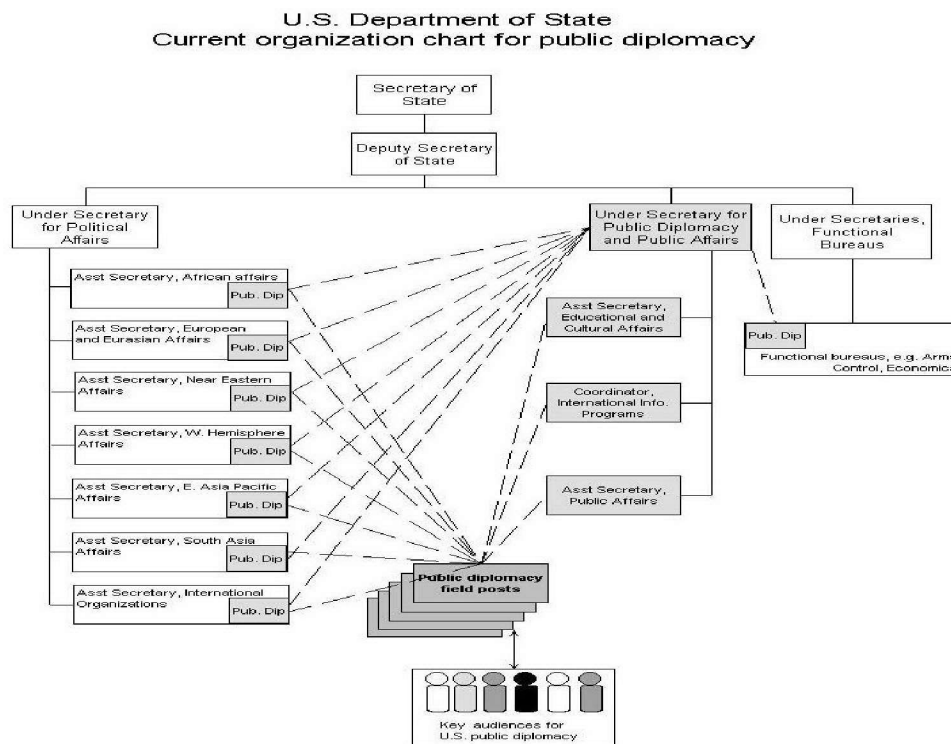 U.S. Department of State
Current organization chart for public diplomacy
Secretary of
State
Deputy Secretary
of State
Under Secretary
for Political
Affairs
Under Secretary for
Public Diplomacy
and Public Affairs
Under Secretaries,
Functional
Bureaus
Asst Secretary, African affairs
Pub. Dip
Asst Secretary, European
and Eurasian Affairs
Pub. Dip
Asst Secretary, Near Eastern
Affairs
Pub. Dip
Asst Secretary, W. Hemisphere
Affairs
Pub. Dip
Asst Secretary, E. Asia Pacific
Affairs
Pub. Dip
Asst Secretary, South Asia
Affairs
Pub. Dip
Asst Secretary, International
Organizations
Pub. Dip
Asst Secretary,
Educational and
Cultural Affairs
Coordinator,
International Info.
Programs
Asst Secretary,
Public Affairs
Pub. Dip
Functional bureaus, e.g. Arms
Control, Economica
Public diplomacy
field posts
Key audiences for
U.S. public diplomacy